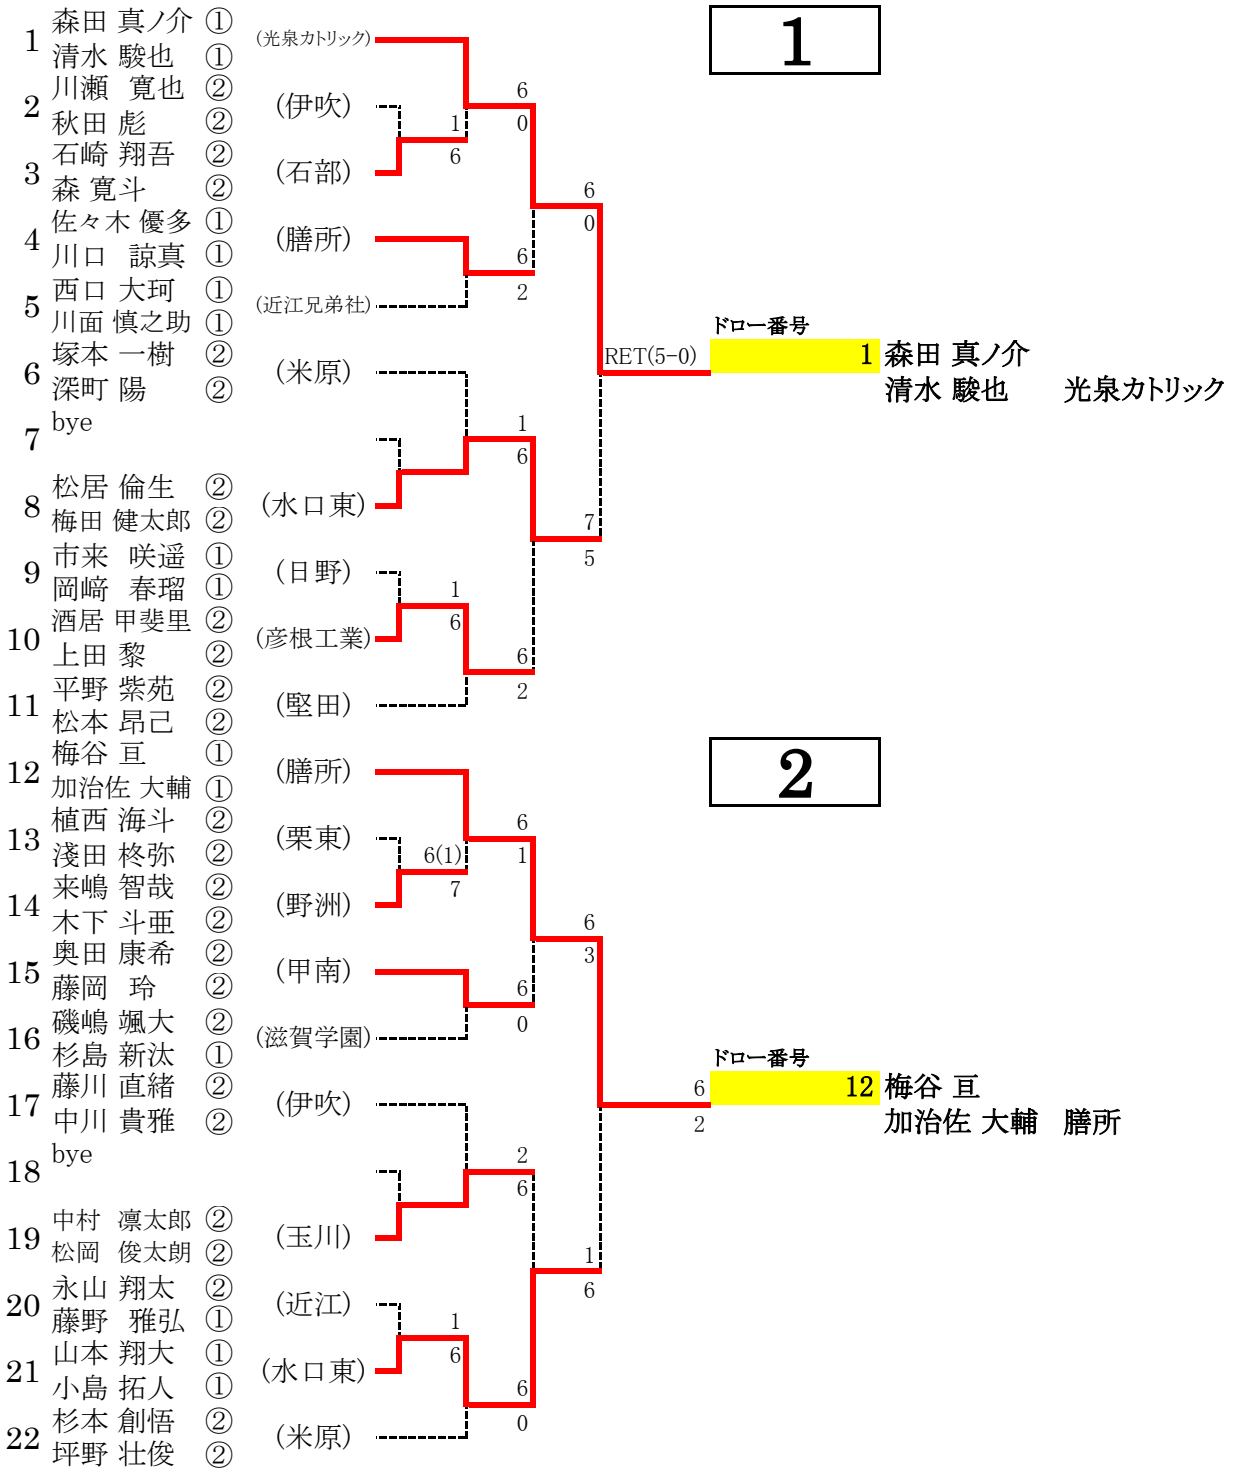 1
森田 真ノ介 ①
1 (光泉カトリック)
清水 駿也 ①
川瀬 寛也 ②
6
2 (伊吹)
秋田 彪 ②
1 0
石崎 翔吾 ②
6
3 (石部)
森 寛斗 ②
6
佐々木 優多 ①
0
4 (膳所)
川口 諒真 ①
6
西口 大珂 ①
2
5 (近江兄弟社)
川面 慎之助 ①
ドロー番号
塚本 一樹 ②
RET(5-0) 1 森田 真ノ介
6 (米原)
深町 陽 ②
清水 駿也 光泉カトリック
bye
1
7
6
松居 倫生 ②
8 (水口東)
梅田 健太郎 ②
7
市来 咲遥 ①
5
9 (日野)
岡﨑 春瑠 ①
1
酒居 甲斐里 ②
6
10 (彦根工業)
上田 黎 ②
6
平野 紫苑 ②
2
11 (堅田)
松本 昂己 ②
2
梅谷 亘 ①
12 (膳所)
加治佐 大輔 ①
植西 海斗 ②
6
13 (栗東)
淺田 柊弥 ②
6(1) 1
来嶋 智哉 ②
7
14 (野洲)
木下 斗亜 ②
6
奥田 康希 ②
3
15 (甲南)
藤岡 玲 ②
6
磯嶋 颯大 ②
0
16 (滋賀学園)
杉島 新汰 ①
ドロー番号
藤川 直緒 ②
6 12 梅谷 亘
17 (伊吹)
中川 貴雅 ②
2 加治佐 大輔 膳所
bye
2
18
6
中村 凛太郎 ②
19 (玉川)
松岡 俊太朗 ②
1
永山 翔太 ②
6
20 (近江)
藤野 雅弘 ①
1
山本 翔大 ①
6
21 (水口東)
小島 拓人 ①
6
杉本 創悟 ②
0
22 (米原)
坪野 壮俊 ②